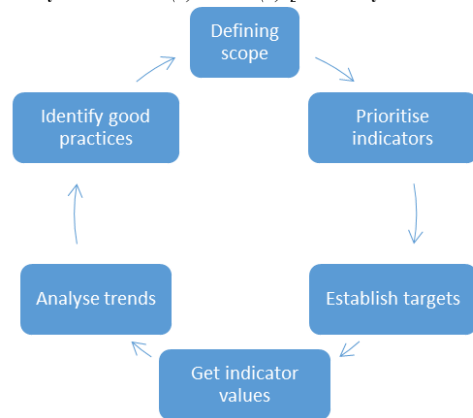 Defining
scope
Prioritise
indicators
Establish targets
Get indicator
values
Analyse trends
Identify good
practices